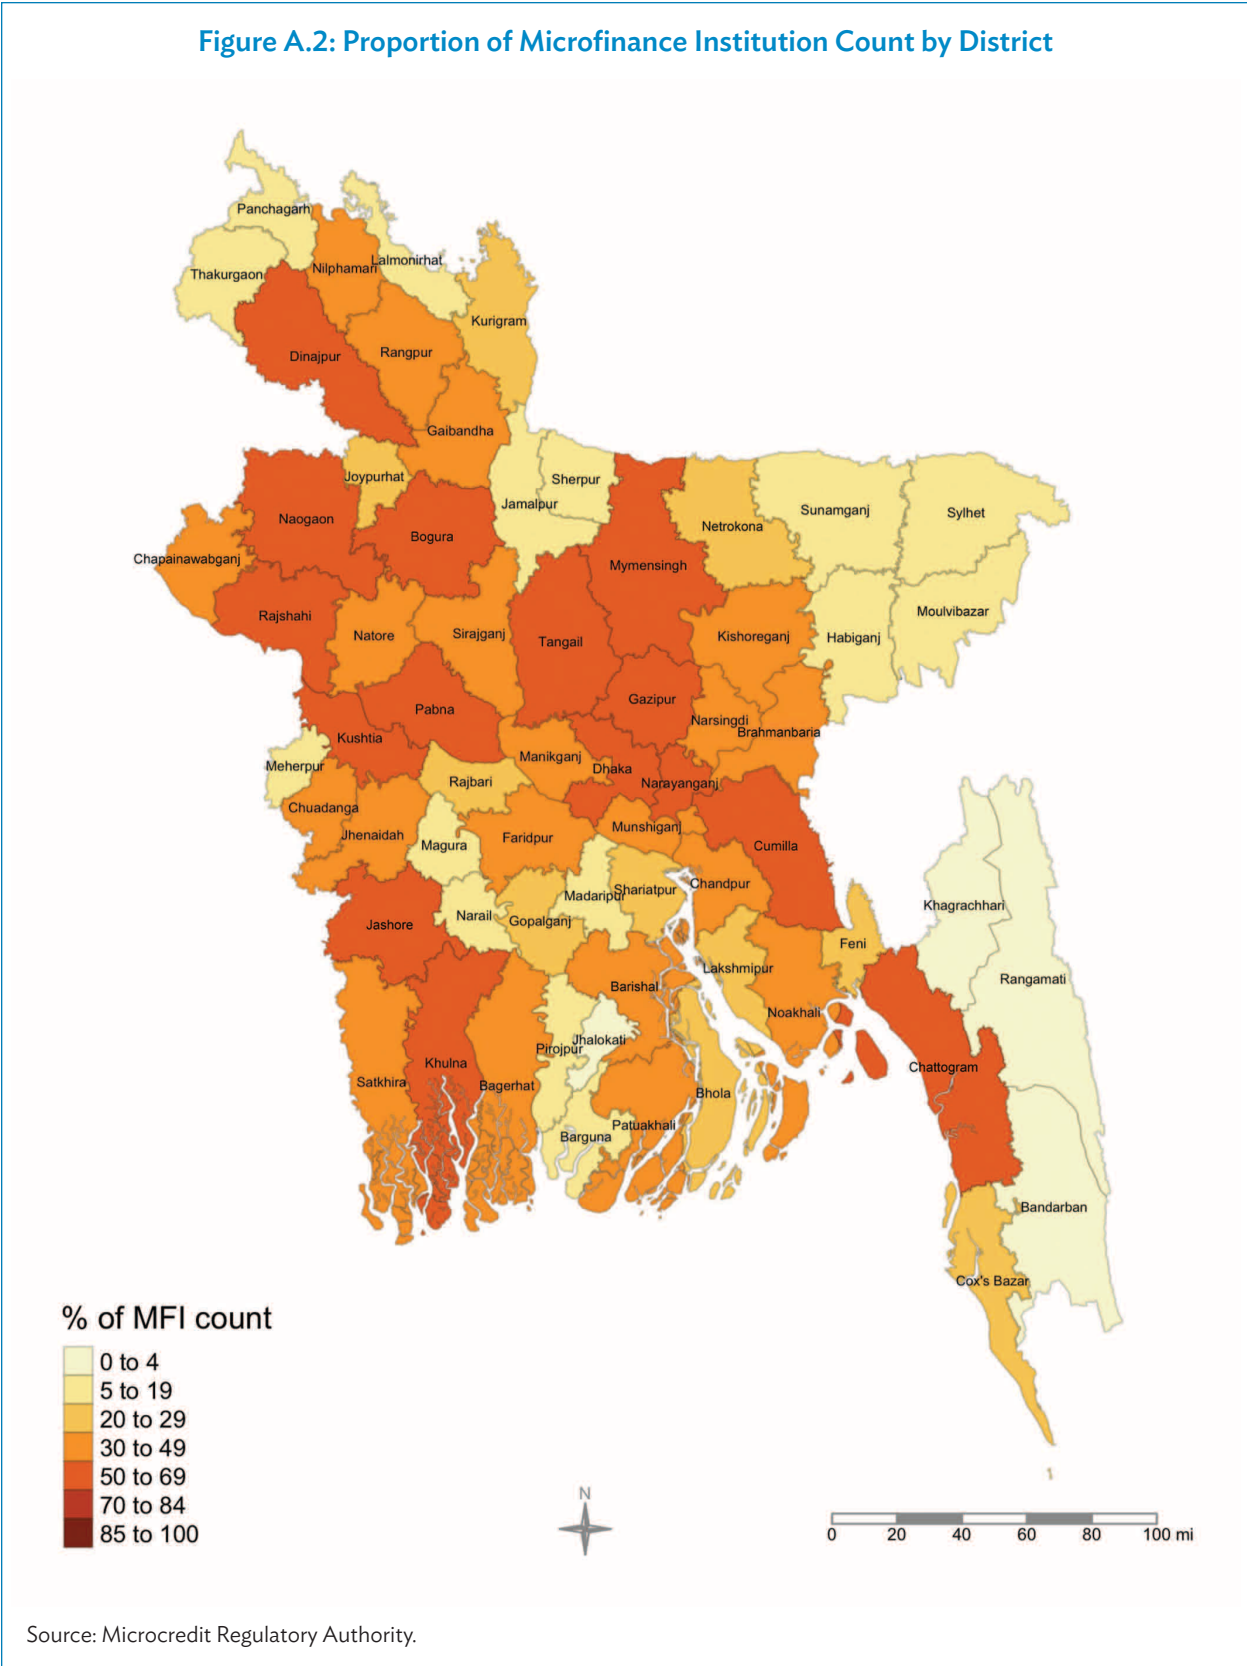 Figure A.2: Proportion of Microfinance Institution Count by District
Panchagarh
Thakurgaon
Nilphamari
Lalmonirhat
Kurigram
Dinajpur
Rangpur
Gaibandha
Joypurhat
Sherpur
Jamalpur
Naogaon
Bogura
Netrokona
Sunamganj
Sylhet
Chapainawabganj
Mymensingh
Rajshahi
Natore
Sirajganj
Tangail
Kishoreganj
Habiganj
Moulvibazar
Pabna
Gazipur
Narsingdi
Brahmanbaria
Kushtia
Meherpur
Manikganj
Dhaka
Narayanganj
Rajbari
Chuadanga
Jhenaidah
Magura
Faridpur
Munshiganj
Cumilla
Madaripur
Shariatpur
Chandpur
Khagrachhari
Jashore
Narail
Gopalganj
Feni
Lakshmipur
Rangamati
Barishal
Noakhali
Jhalokati
Pirojpur
Khulna
Satkhira
Bagerhat
Chattogram
Bhola
Patuakhali
Barguna
Bandarban
Cox's Bazar
% of MFI count
0 to 4
5 to 19
20 to 29
30 to 49
50 to 69
70 to 84
85 to 100
N
0 20 40 60 80 100 mi
Source: Microcredit Regulatory Authority.